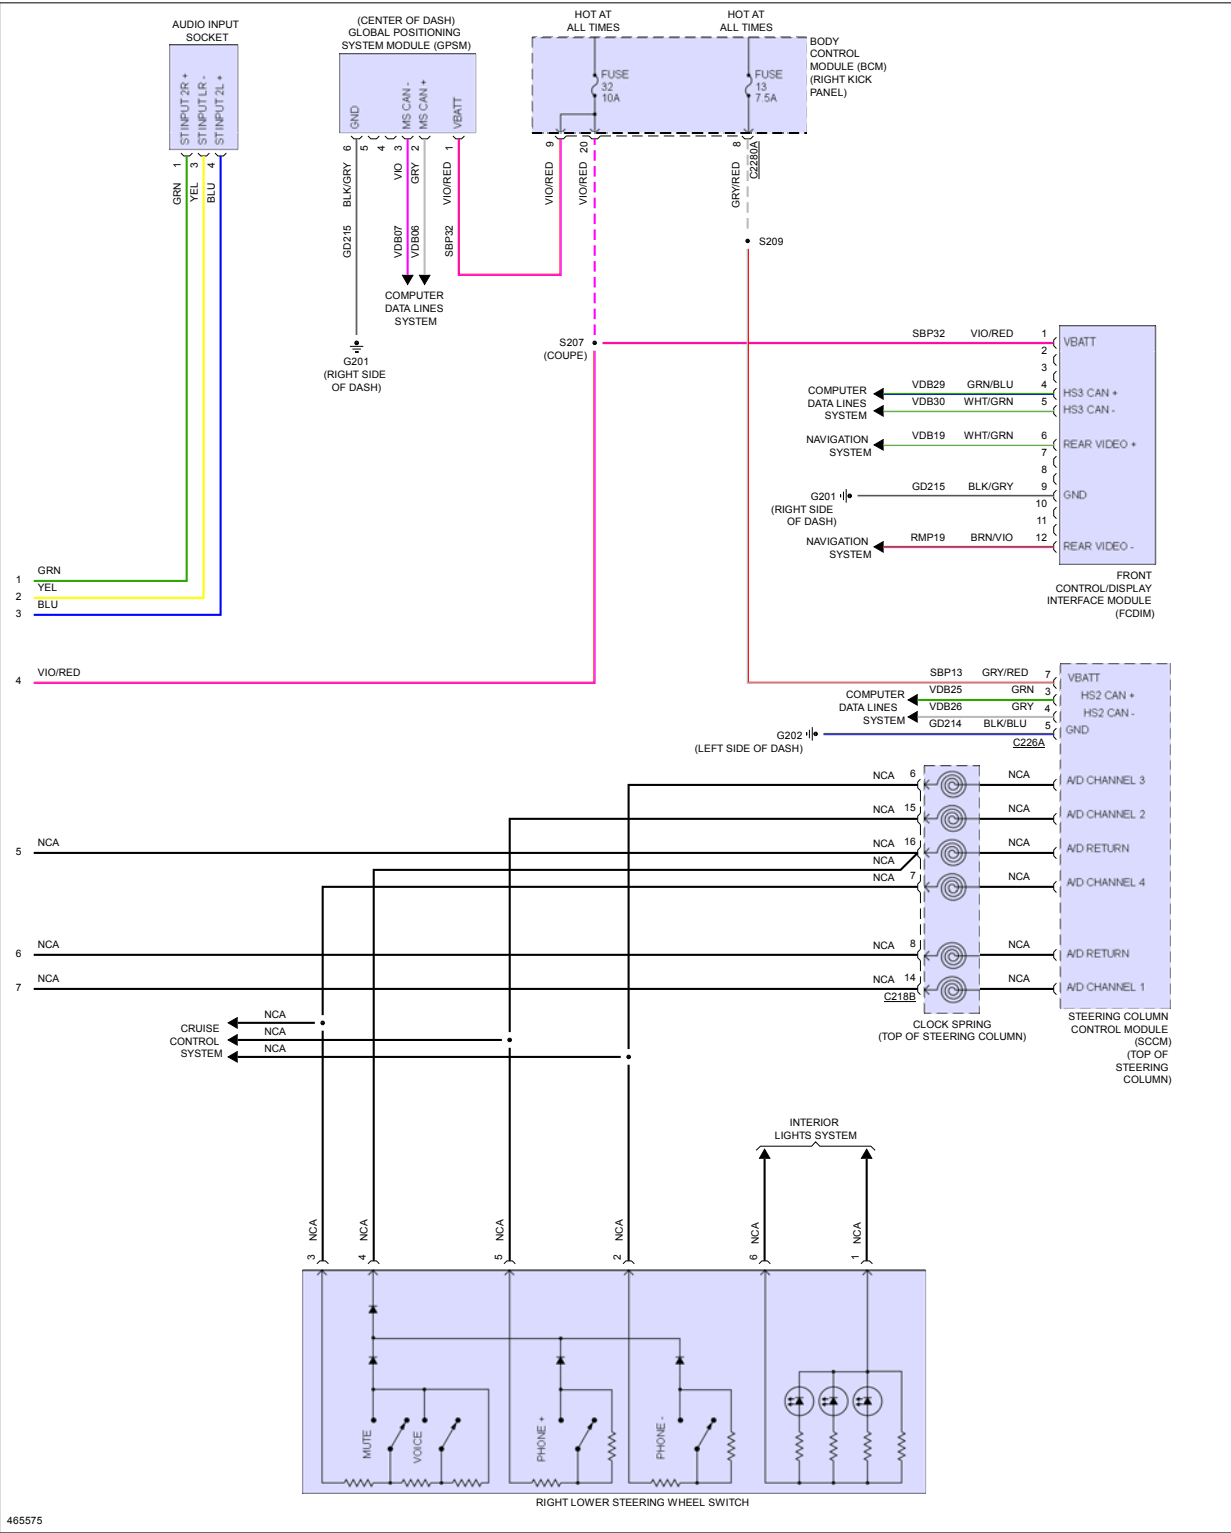 AUDIO INPUT
SOCKET
ST INPUT 2R +
ST INPUT LR -
ST INPUT 2L +
1
3
4
GRN
YEL
BLU
(CENTER OF DASH)
GLOBAL POSITIONING
SYSTEM MODULE (GPSM)
GND
MS CAN -
MS CAN +
VBATT
6
5
4
3
2
1
BLK/GRY
VIO
GRY
VIO/RED
GD215
VDB07
VDB06
SBP32
COMPUTER
DATA LINES
SYSTEM
G201
(RIGHT SIDE
OF DASH)
HOT AT
ALL TIMES
HOT AT
ALL TIMES
FUSE
32
10A
FUSE
13
7.5A
BODY
CONTROL
MODULE (BCM)
(RIGHT KICK
PANEL)
9
20
8
C2280A
VIO/RED
VIO/RED
GRY/RED
S209
S207
(COUPE)
SBP32 VIO/RED 1
VBATT
2
3
COMPUTER
DATA LINES
SYSTEM
VDB29 GRN/BLU 4
HS3 CAN +
VDB30 WHT/GRN 5
HS3 CAN -
NAVIGATION
SYSTEM
VDB19 WHT/GRN 6
REAR VIDEO +
7
8
G201
(RIGHT SIDE
OF DASH)
GD215 BLK/GRY 9
GND
10
11
NAVIGATION
SYSTEM
RMP19 BRN/VIO 12
REAR VIDEO -
FRONT
CONTROL/DISPLAY
INTERFACE MODULE
(FCDIM)
1 GRN
2 YEL
3 BLU
4 VIO/RED
SBP13 GRY/RED 7
VBATT
COMPUTER
DATA LINES
SYSTEM
VDB25 GRN 3
HS2 CAN +
VDB26 GRY 4
HS2 CAN -
G202
(LEFT SIDE OF DASH)
GD214 BLK/BLU 5
GND
C226A
NCA 6 NCA A/D CHANNEL 3
NCA 15 NCA A/D CHANNEL 2
5 NCA
NCA 16 NCA A/D RETURN
NCA
NCA 7 NCA A/D CHANNEL 4
6 NCA
NCA 8 NCA A/D RETURN
7 NCA
NCA 14 NCA A/D CHANNEL 1
C218B
CLOCK SPRING
(TOP OF STEERING COLUMN)
STEERING COLUMN
CONTROL MODULE
(SCCM)
(TOP OF
STEERING
COLUMN)
CRUISE
CONTROL
SYSTEM
NCA
NCA
NCA
INTERIOR
LIGHTS SYSTEM
NCA
NCA
NCA
NCA
NCA
NCA
3
4
5
2
6
1
MUTE
VOICE
PHONE +
PHONE -
RIGHT LOWER STEERING WHEEL SWITCH
465575